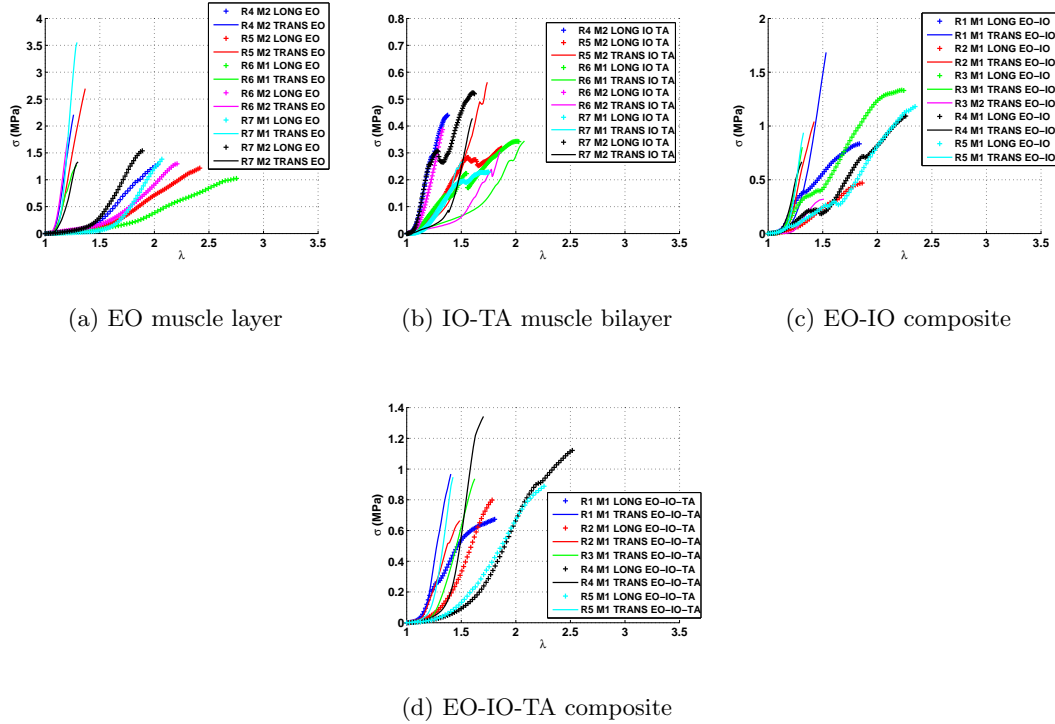 4
3.5
3
2.5
2
1.5
1
0.5
0
σ (MPa)
1 1.5 2 2.5 3 3.5
λ
R4 M2 LONG EO
R4 M2 TRANS EO
R5 M2 LONG EO
R5 M2 TRANS EO
R6 M1 LONG EO
R6 M1 TRANS EO
R6 M2 LONG EO
R6 M2 TRANS EO
R7 M1 LONG EO
R7 M1 TRANS EO
R7 M2 LONG EO
R7 M2 TRANS EO
(a) EO muscle layer
0.8
0.7
0.6
0.5
0.4
0.3
0.2
0.1
0
σ (MPa)
1 1.5 2 2.5 3 3.5
λ
R4 M2 LONG IO TA
R5 M2 LONG IO TA
R5 M2 TRANS IO TA
R6 M1 LONG IO TA
R6 M1 TRANS IO TA
R6 M2 LONG IO TA
R6 M2 TRANS IO TA
R7 M1 LONG IO TA
R7 M1 TRANS IO TA
R7 M2 LONG IO TA
R7 M2 TRANS IO TA
(b) IO-TA muscle bilayer
2
1.5
1
0.5
0
σ (MPa)
1 1.5 2 2.5 3 3.5
λ
R1 M1 LONG EO−IO
R1 M1 TRANS EO−IO
R2 M1 LONG EO−IO
R2 M1 TRANS EO−IO
R3 M1 LONG EO−IO
R3 M2 TRANS EO−IO
R4 M1 LONG EO−IO
R4 M1 TRANS EO−IO
R5 M1 LONG EO−IO
R5 M1 TRANS EO−IO
(c) EO-IO composite
1.4
1.2
1
0.8
0.6
0.4
0.2
0
σ (MPa)
1 1.5 2 2.5 3 3.5
λ
R1 M1 LONG EO−IO−TA
R1 M1 TRANS EO−IO−TA
R2 M1 LONG EO−IO−TA
R2 M1 TRANS EO−IO−TA
R3 M1 TRANS EO−IO−TA
R4 M1 LONG EO−IO−TA
R4 M1 TRANS EO−IO−TA
R5 M1 LONG EO−IO−TA
R5 M1 TRANS EO−IO−TA
(d) EO-IO-TA composite